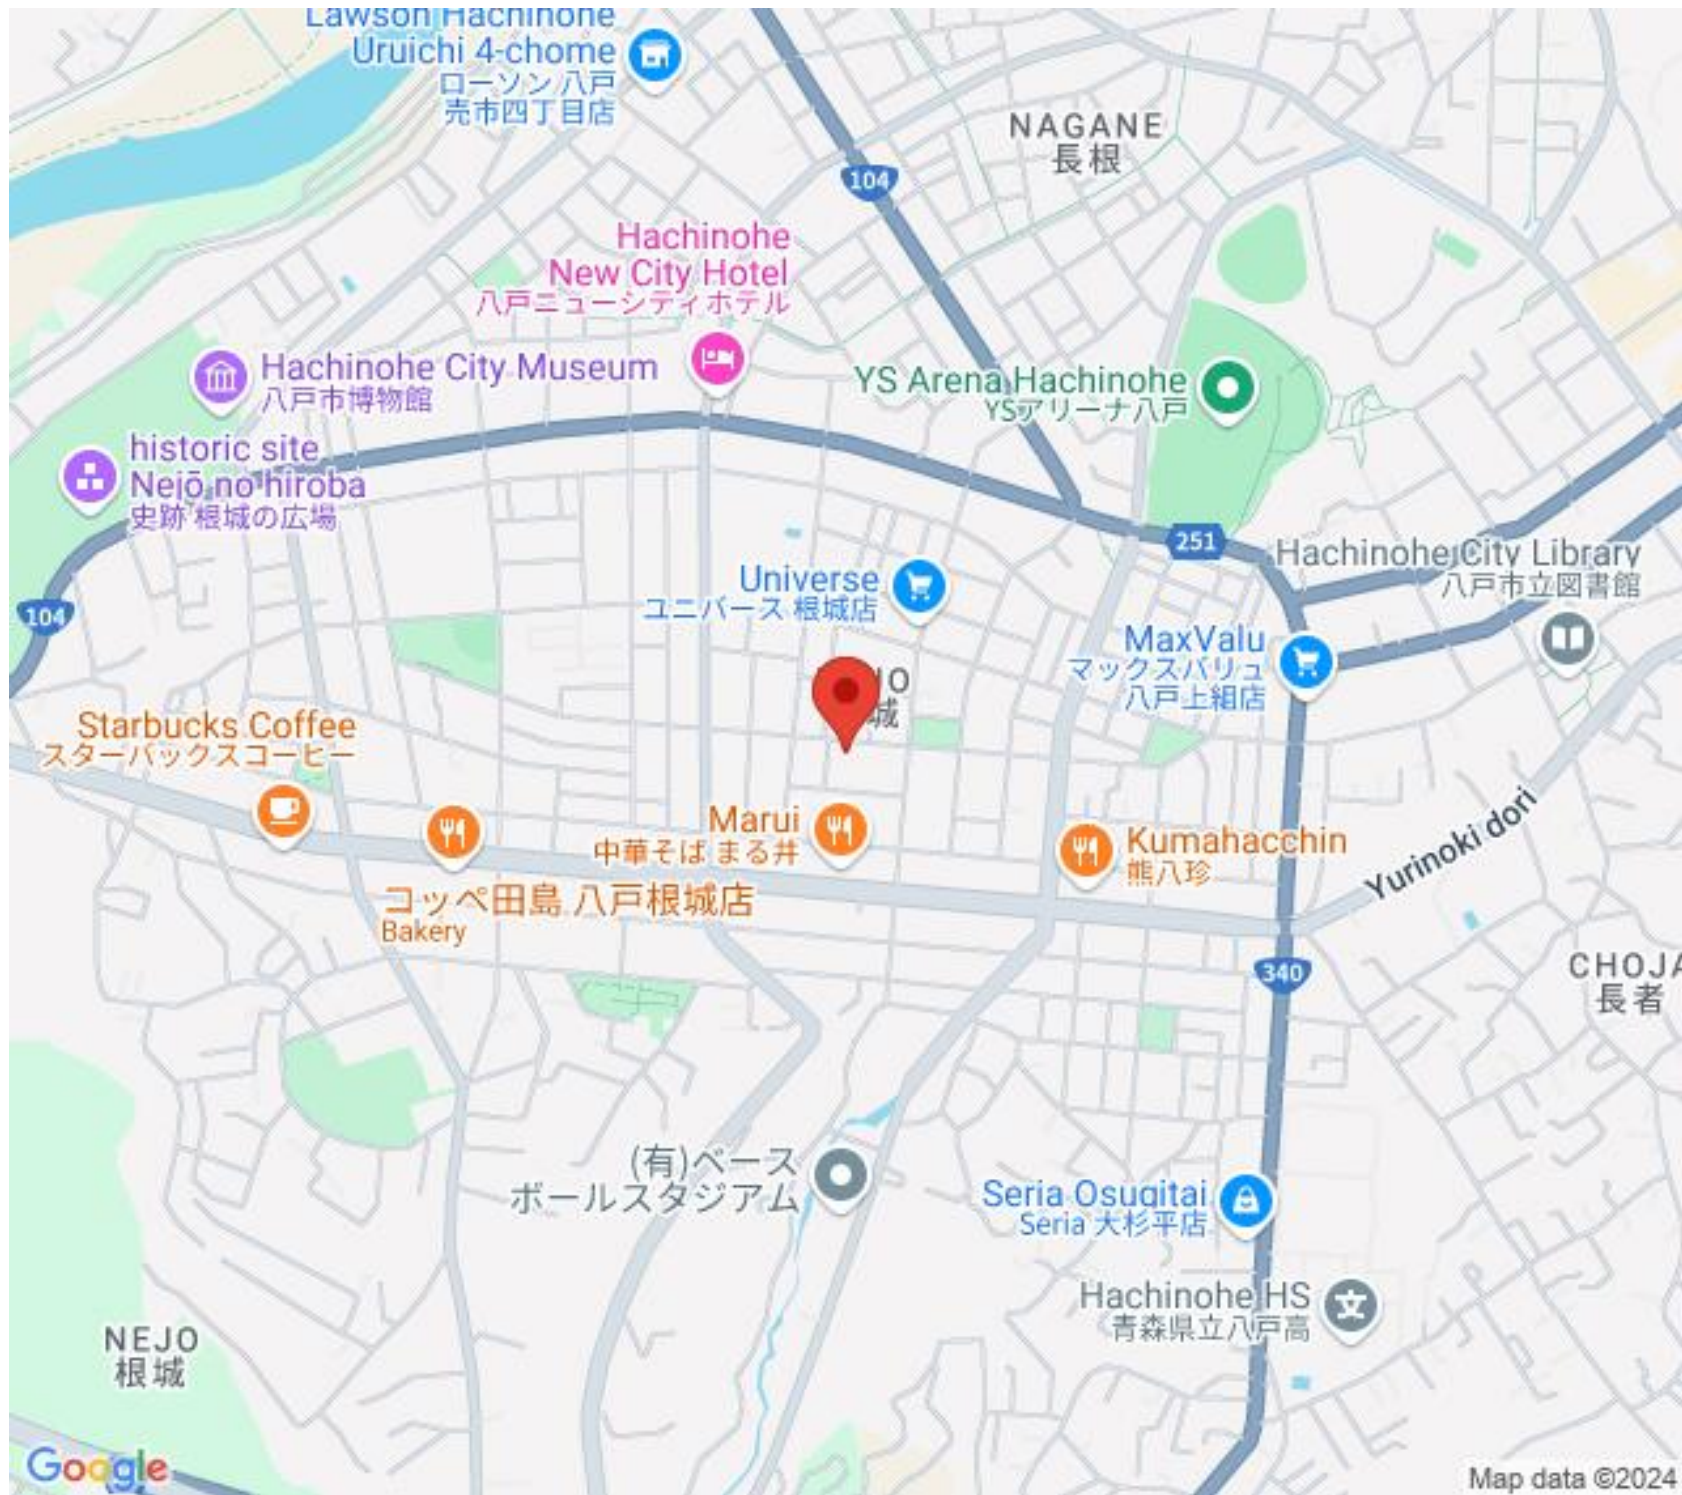 Lawson Hachinohe
Uruichi 4-chome
ローソン 八戸
売市四丁目店
NAGANE
長根
104
Hachinohe
New City Hotel
八戸ニューシティホテル
Hachinohe City Museum
八戸市博物館
YS Arena Hachinohe
YSアリーナ八戸
historic site
Nejō no hiroba
史跡 根城の広場
251
Hachinohe City Library
八戸市立図書館
Universe
ユニバース 根城店
104
MaxValu
マックスバリュ
八戸上組店
JO
城
Starbucks Coffee
スターバックスコーヒー
Marui
中華そば まる井
Kumahacchin
熊八珍
Yurinoki dori
コッペ田島 八戸根城店
Bakery
340
CHOJA
長者
(有)ベース
ボールスタジアム
Seria Osugitai
Seria 大杉平店
Hachinohe HS
青森県立八戸高
文
NEJO
根城
Google
Map data ©2024